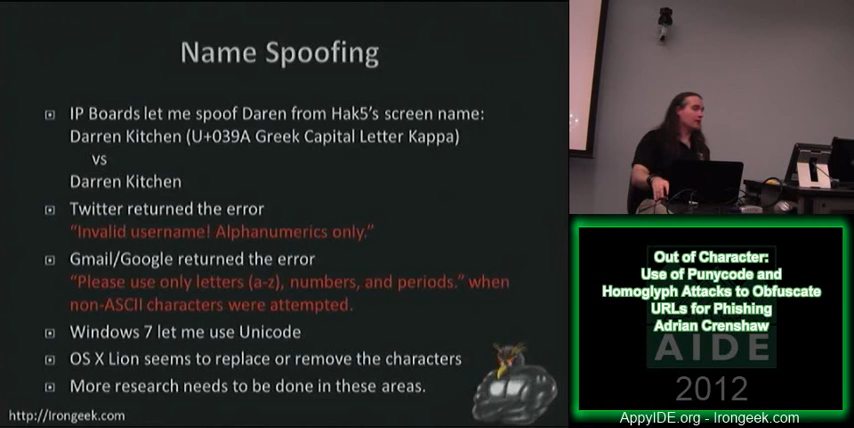 Name Spoofing
IP Boards let me spoof Daren from Hak5's screen name:
Darren Κitchen (U+039A Greek Capital Letter Kappa)
vs
Darren Kitchen
Twitter returned the error
"Invalid username! Alphanumerics only."
Gmail/Google returned the error
"Please use only letters (a-z), numbers, and periods." when
non-ASCII characters were attempted.
Windows 7 let me use Unicode
OS X Lion seems to replace or remove the characters
More research needs to be done in these areas.
http://Irongeek.com
Out of Character:
Use of Punycode and
Homoglyph Attacks to Obfuscate
URLs for Phishing
Adrian Crenshaw
AIDE
2012
AppyIDE.org - Irongeek.com